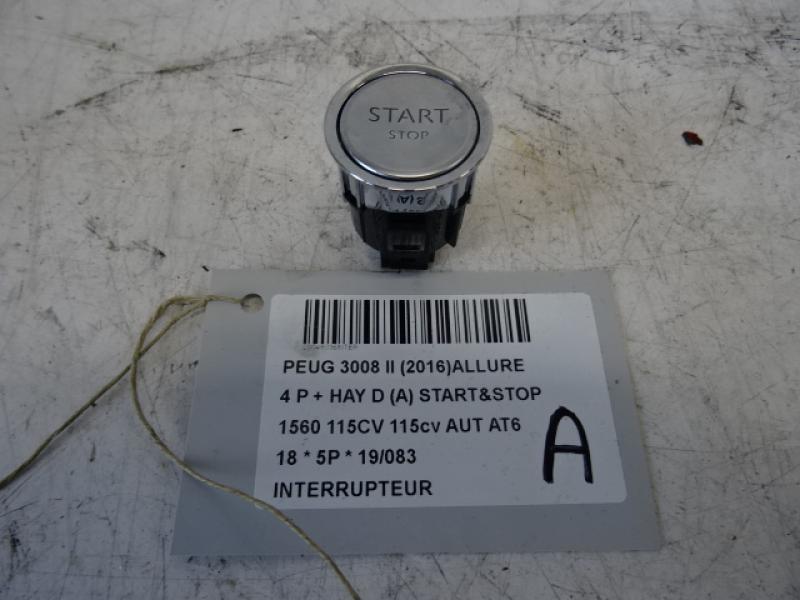 START
STOP
PEUG 3008 II (2016)ALLURE
4 P + HAY D (A) START&STOP
1560 115CV 115cv AUT AT6
18 * 5P * 19/083
INTERRUPTEUR
A